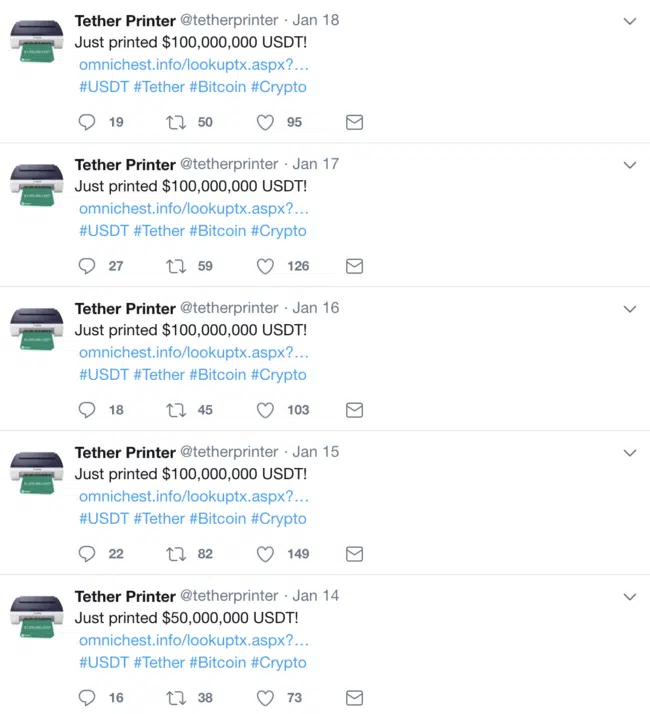 Tether Printer @tetherprinter · Jan 18
Just printed $100,000,000 USDT!
omnichest.info/lookuptx.aspx?…
#USDT #Tether #Bitcoin #Crypto
19 50 95
Tether Printer @tetherprinter · Jan 17
Just printed $100,000,000 USDT!
omnichest.info/lookuptx.aspx?…
#USDT #Tether #Bitcoin #Crypto
27 59 126
Tether Printer @tetherprinter · Jan 16
Just printed $100,000,000 USDT!
omnichest.info/lookuptx.aspx?…
#USDT #Tether #Bitcoin #Crypto
18 45 103
Tether Printer @tetherprinter · Jan 15
Just printed $100,000,000 USDT!
omnichest.info/lookuptx.aspx?…
#USDT #Tether #Bitcoin #Crypto
22 82 149
Tether Printer @tetherprinter · Jan 14
Just printed $50,000,000 USDT!
omnichest.info/lookuptx.aspx?…
#USDT #Tether #Bitcoin #Crypto
16 38 73